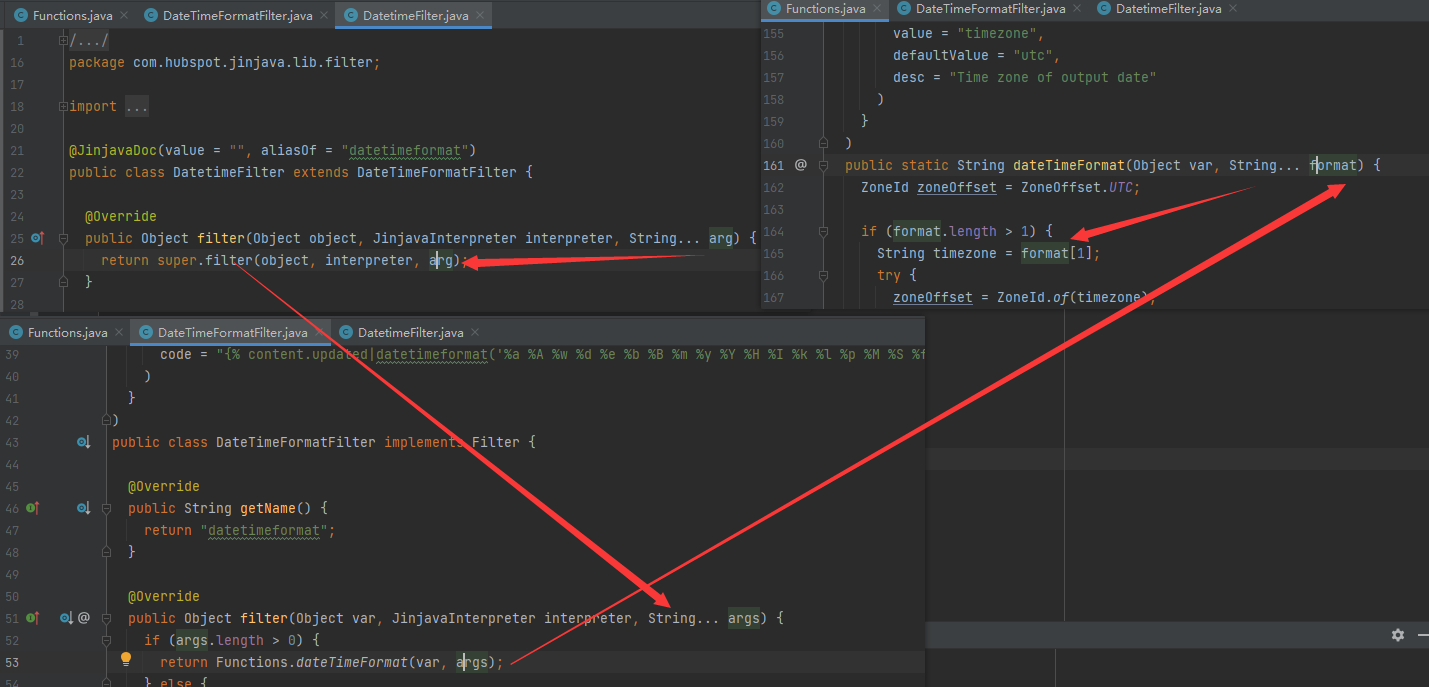 Functions.java
DateTimeFormatFilter.java
DatetimeFilter.java
1 /.../
16 package com.hubspot.jinjava.lib.filter;
17
18 import ...
20
21 @JinjavaDoc(value = "", aliasOf = "datetimeformat")
22 public class DatetimeFilter extends DateTimeFormatFilter {
23
24 @Override
25 public Object filter(Object object, JinjavaInterpreter interpreter, String... arg) {
26 return super.filter(object, interpreter, arg);
27 }
28
Functions.java
DateTimeFormatFilter.java
DatetimeFilter.java
155 value = "timezone",
156 defaultValue = "utc",
157 desc = "Time zone of output date"
158 )
159 }
160 )
161 @ public static String dateTimeFormat(Object var, String... format) {
162 ZoneId zoneOffset = ZoneOffset.UTC;
163
164 if (format.length > 1) {
165 String timezone = format[1];
166 try {
167 zoneOffset = ZoneId.of(timezone);
Functions.java
DateTimeFormatFilter.java
DatetimeFilter.java
39 code = "{% content.updated|datetimeformat('%a %A %w %d %e %b %B %m %y %Y %H %I %k %l %p %M %S %f
40 )
41 }
42 )
43 public class DateTimeFormatFilter implements Filter {
44
45 @Override
46 public String getName() {
47 return "datetimeformat";
48 }
49
50 @Override
51 @ public Object filter(Object var, JinjavaInterpreter interpreter, String... args) {
52 if (args.length > 0) {
53 return Functions.dateTimeFormat(var, args);
54 } else {